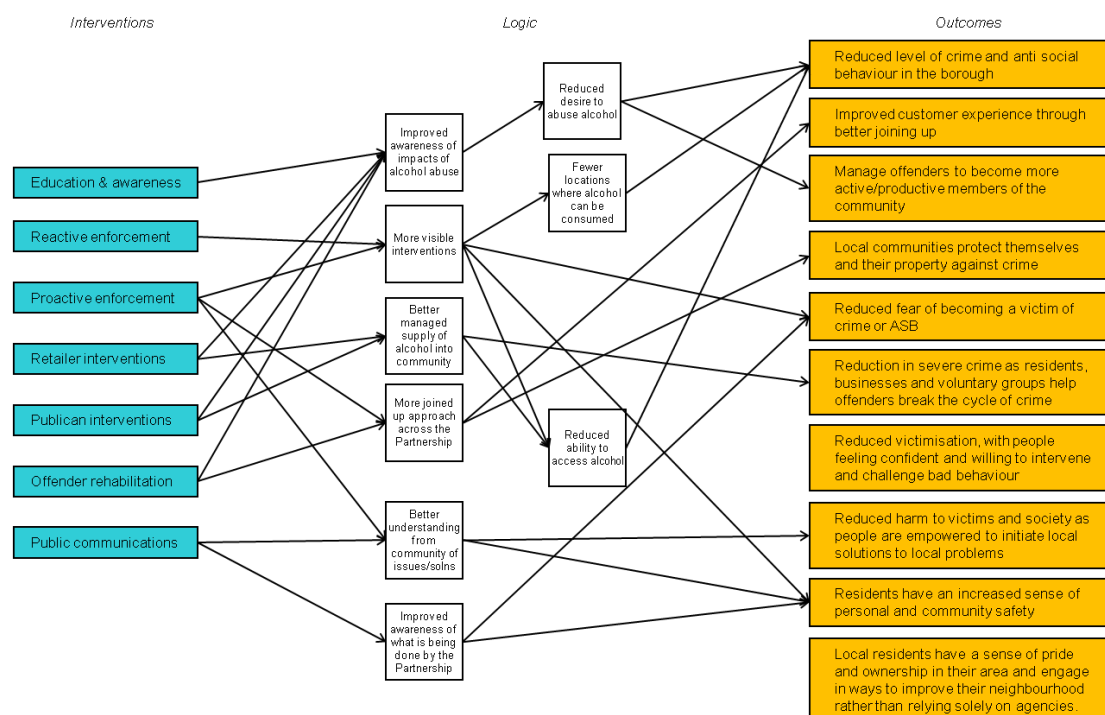 Interventions
Logic
Outcomes
Education & awareness
Reactive enforcement
Proactive enforcement
Retailer interventions
Publican interventions
Offender rehabilitation
Public communications
Improved
awareness of
impacts of
alcohol abuse
More visible
interventions
Better
managed
supply of
alcohol into
community
More joined
up approach
across the
Partnership
Better
understanding
from
community of
issues/solns
Improved
awareness of
what is being
done by the
Partnership
Reduced
desire to
abuse alcohol
Fewer
locations
where alcohol
can be
consumed
Reduced
ability to
access alcohol
Reduced level of crime and anti social
behaviour in the borough
Improved customer experience through
better joining up
Manage offenders to become more
active/productive members of the
community
Local communities protect themselves
and their property against crime
Reduced fear of becoming a victim of
crime or ASB
Reduction in severe crime as residents,
businesses and voluntary groups help
offenders break the cycle of crime
Reduced victimisation, with people
feeling confident and willing to intervene
and challenge bad behaviour
Reduced harm to victims and society as
people are empowered to initiate local
solutions to local problems
Residents have an increased sense of
personal and community safety
Local residents have a sense of pride
and ownership in their area and engage
in ways to improve their neighbourhood
rather than relying solely on agencies.